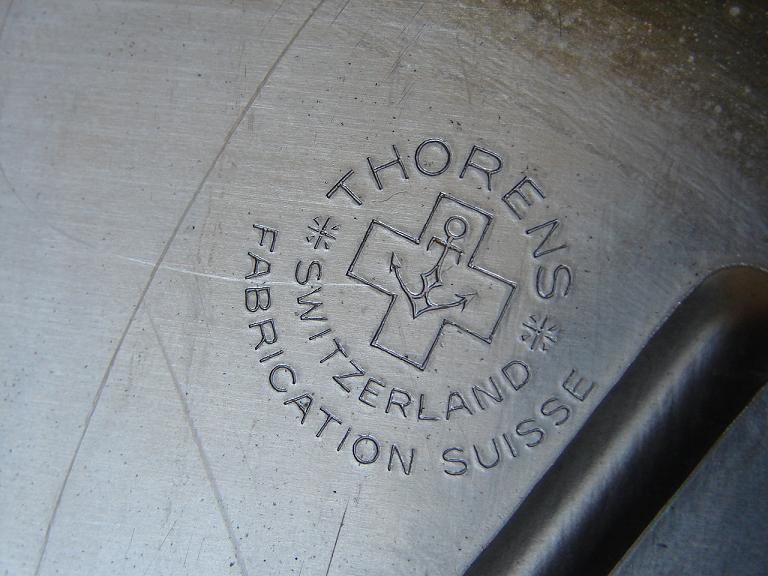 THORENS
SWITZERLAND
FABRICATION SUISSE